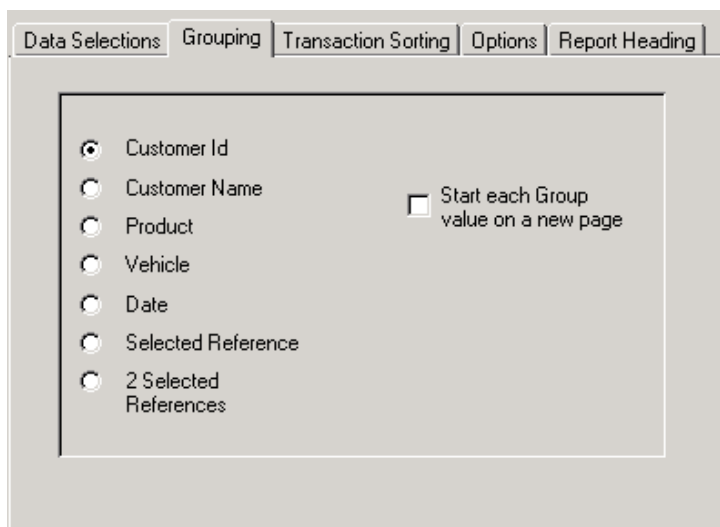 Data Selections Grouping Transaction Sorting Options Report Heading
Customer Id
Customer Name
Product
Vehicle
Date
Selected Reference
2 Selected
References
Start each Group
value on a new page